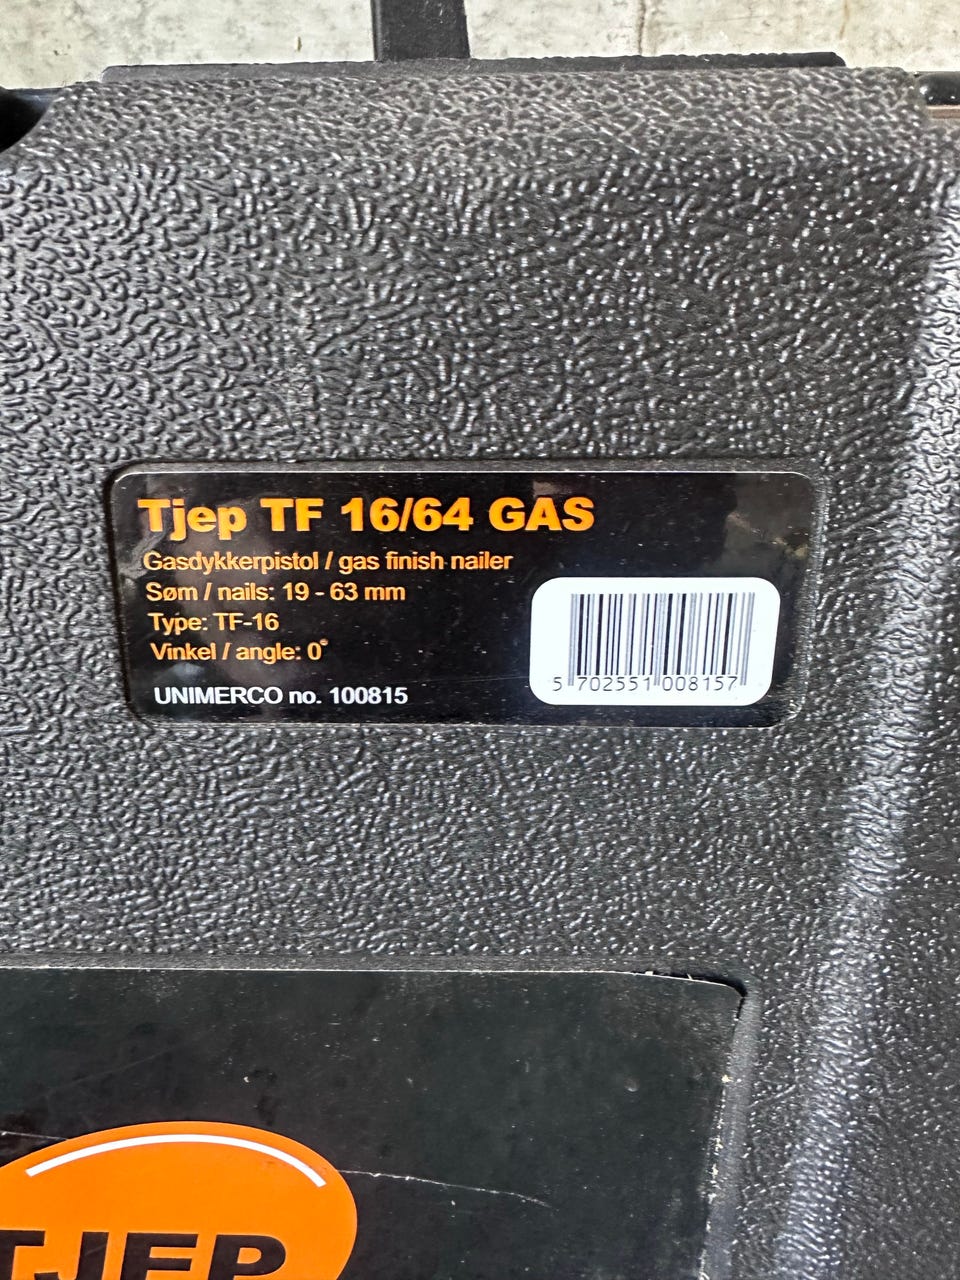 Tjep TF 16/64 GAS
Gasdykkerpistol / gas finish nailer
Søm / nails: 19 - 63 mm
Type: TF-16
Vinkel / angle: 0°
UNIMERCO no. 100815
5 702551 008157
TJEP